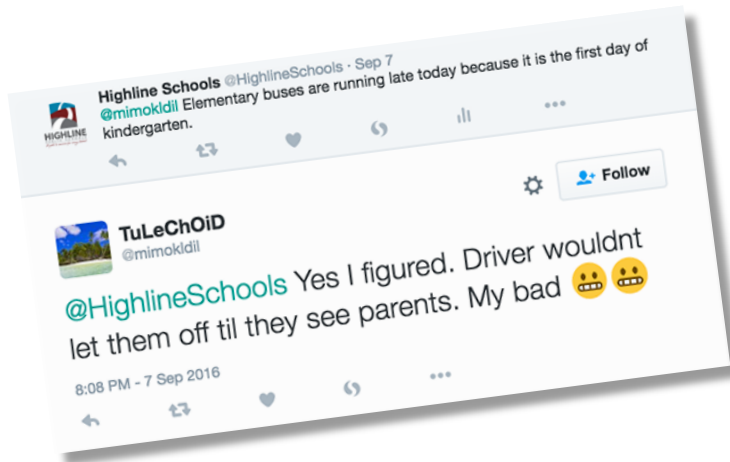 Highline Schools @HighlineSchools · Sep 7
@mimokldil Elementary buses are running late today because it is the first day of
kindergarten.
HIGHLINE
Follow
TuLeChOiD
@mimokldil
@HighlineSchools Yes I figured. Driver wouldnt
let them off til they see parents. My bad 😬😬
8:08 PM - 7 Sep 2016